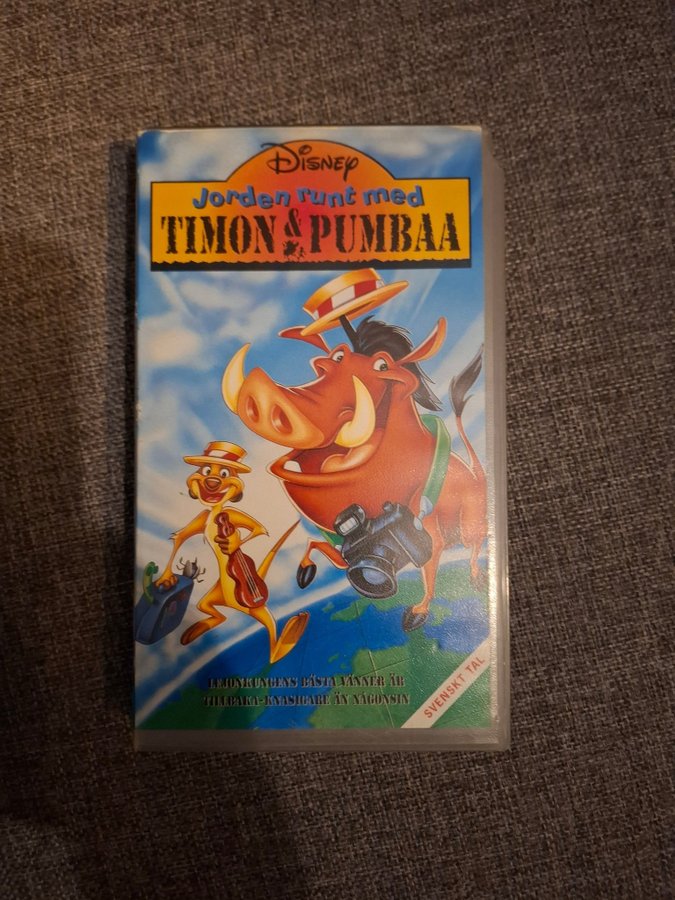 Disney
Jorden runt med
TIMON & PUMBAA
LEJONKUNGENS BÄSTA VÄNNER ÄR
TILLBAKA-KNASIGARE ÄN NÅGONSIN
SVENSKT TAL